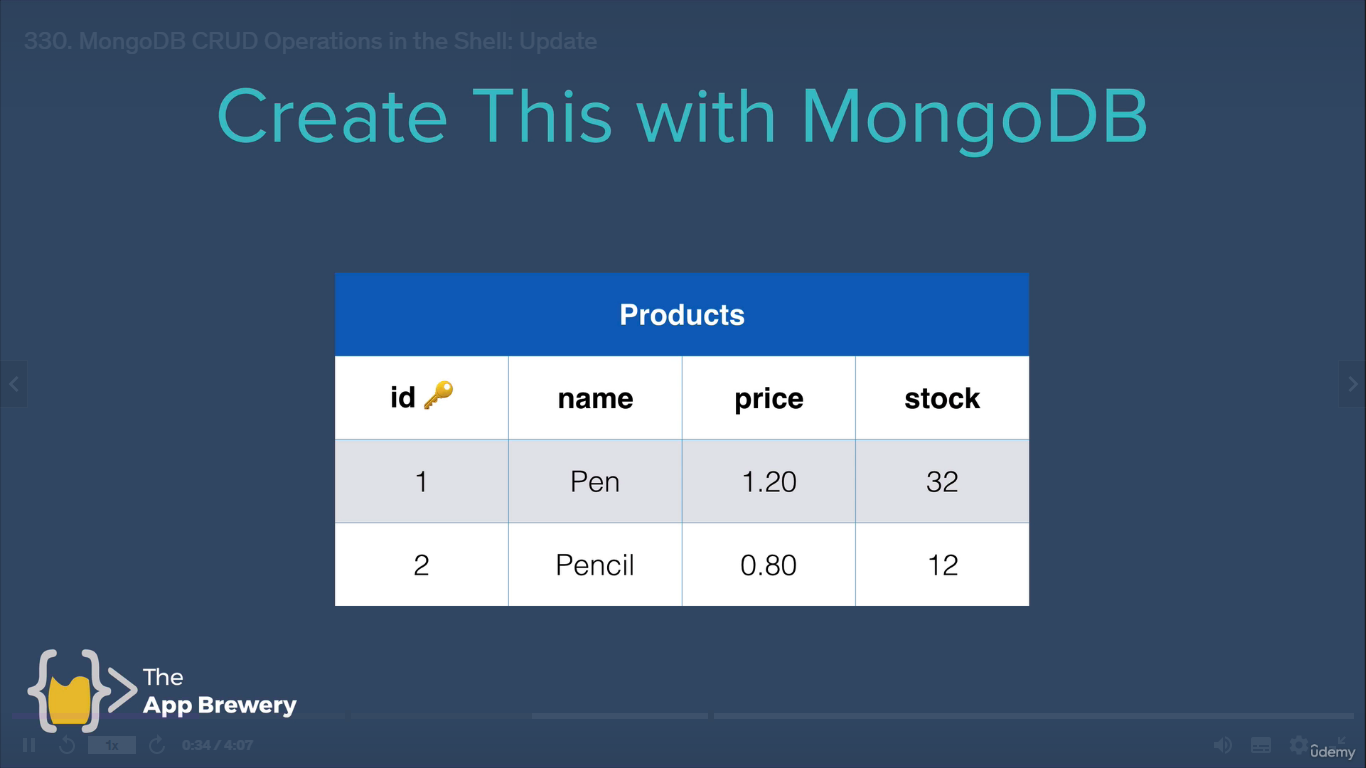 330. MongoDB CRUD Operations in the Shell: Update
Create This with MongoDB
Products
id 🔑 name price stock
1 Pen 1.20 32
2 Pencil 0.80 12
The
App Brewery
1x 0:34 / 4:07
ûdemy